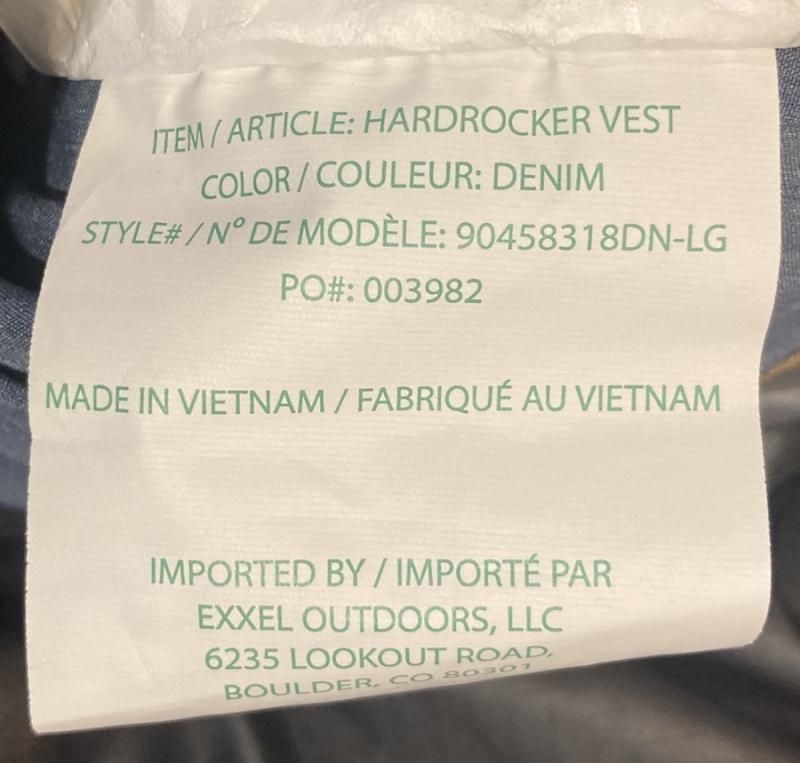 ITEM / ARTICLE: HARDROCKER VEST
COLOR / COULEUR: DENIM
STYLE# / N° DE MODÈLE: 90458318DN-LG
PO#: 003982
MADE IN VIETNAM / FABRIQUÉ AU VIETNAM
IMPORTED BY / IMPORTÉ PAR
EXXEL OUTDOORS, LLC
6235 LOOKOUT ROAD,
BOULDER, CO 80301